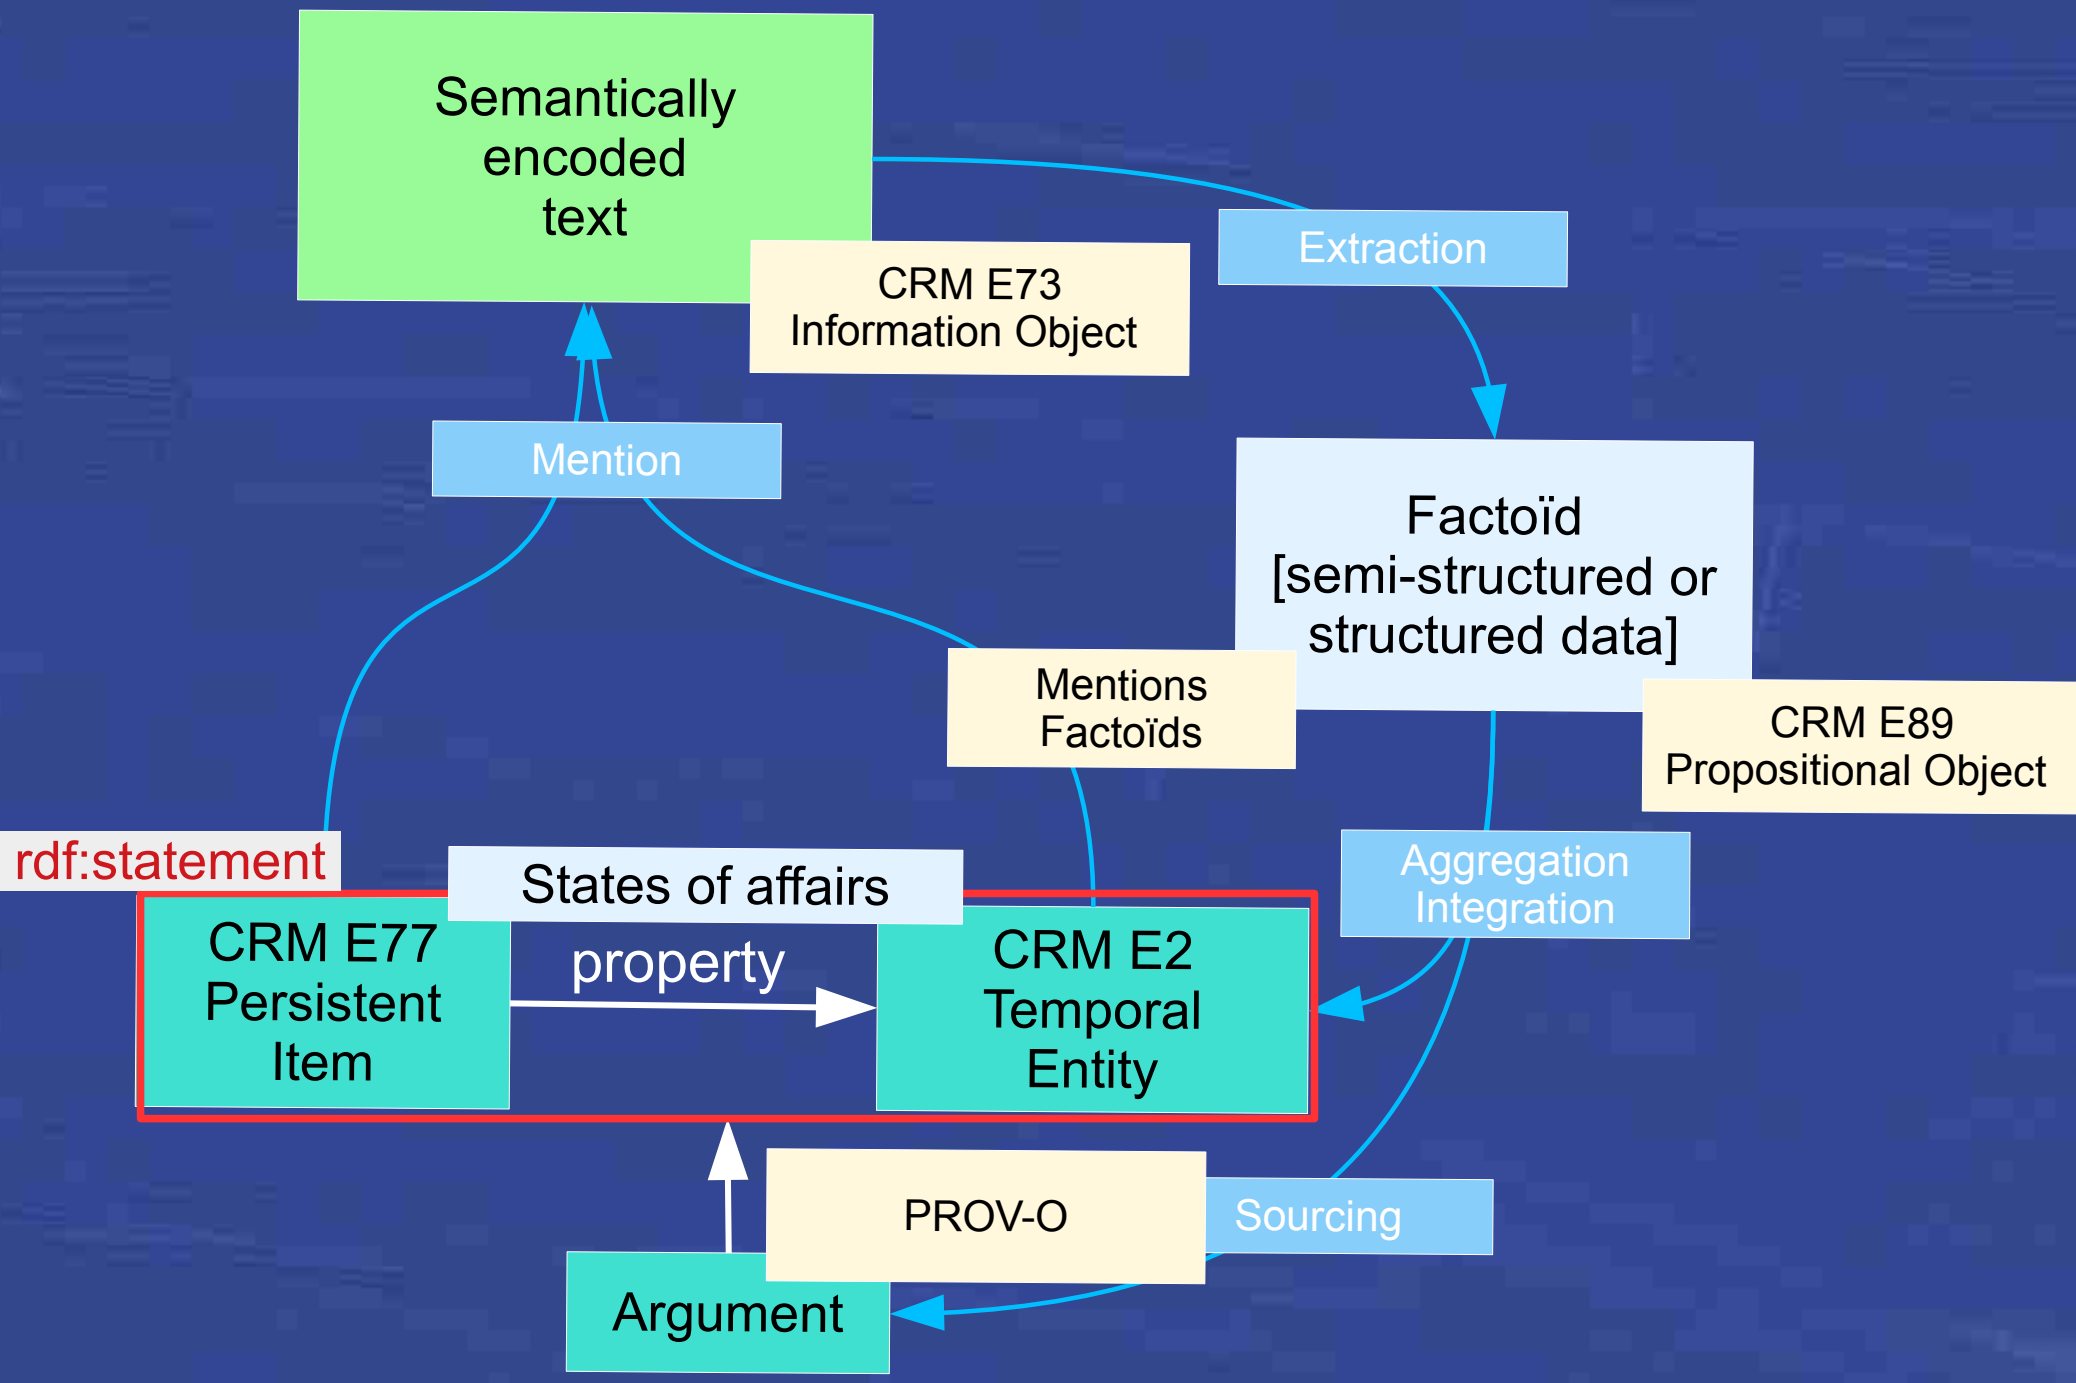 Semantically
encoded
text
Extraction
CRM E73
Information Object
Mention
Factoïd
[semi-structured or
structured data]
Mentions
Factoïds
CRM E89
Propositional Object
rdf:statement
States of affairs
Aggregation
Integration
CRM E77
Persistent
Item
property
CRM E2
Temporal
Entity
PROV-O
Sourcing
Argument